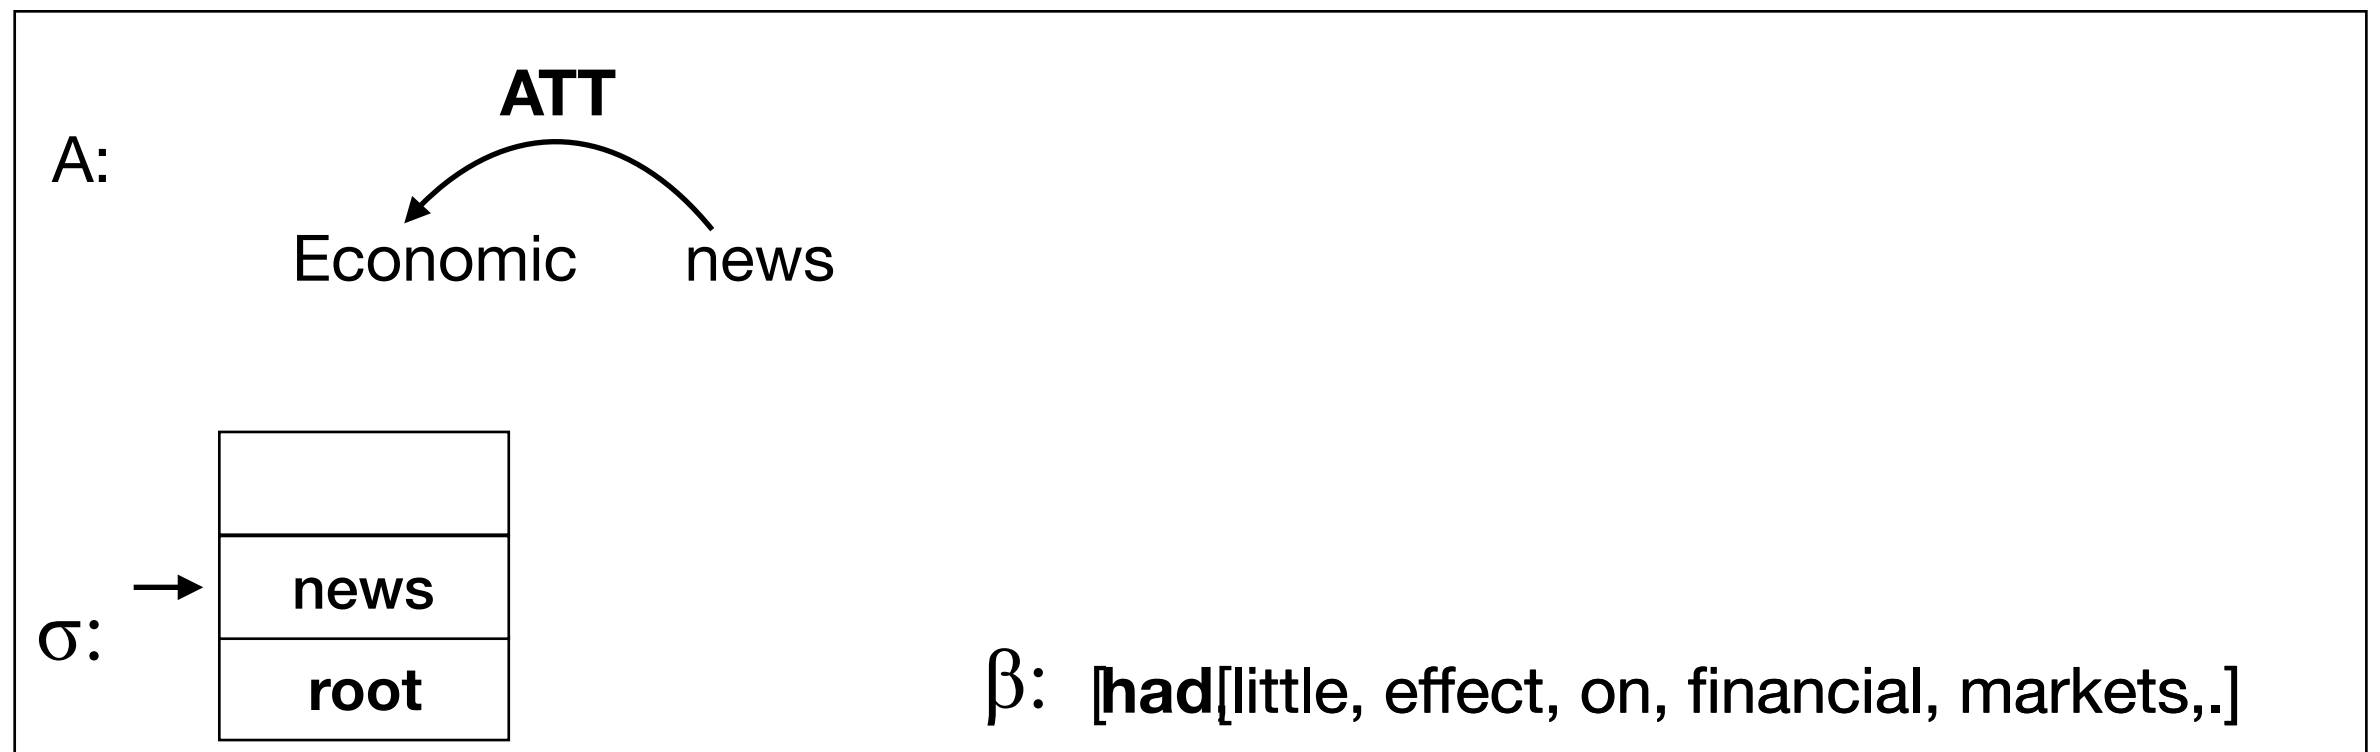 ATT
A:
Economic news
news
σ:
root
β: [had,[little, effect, on, financial, markets,.]